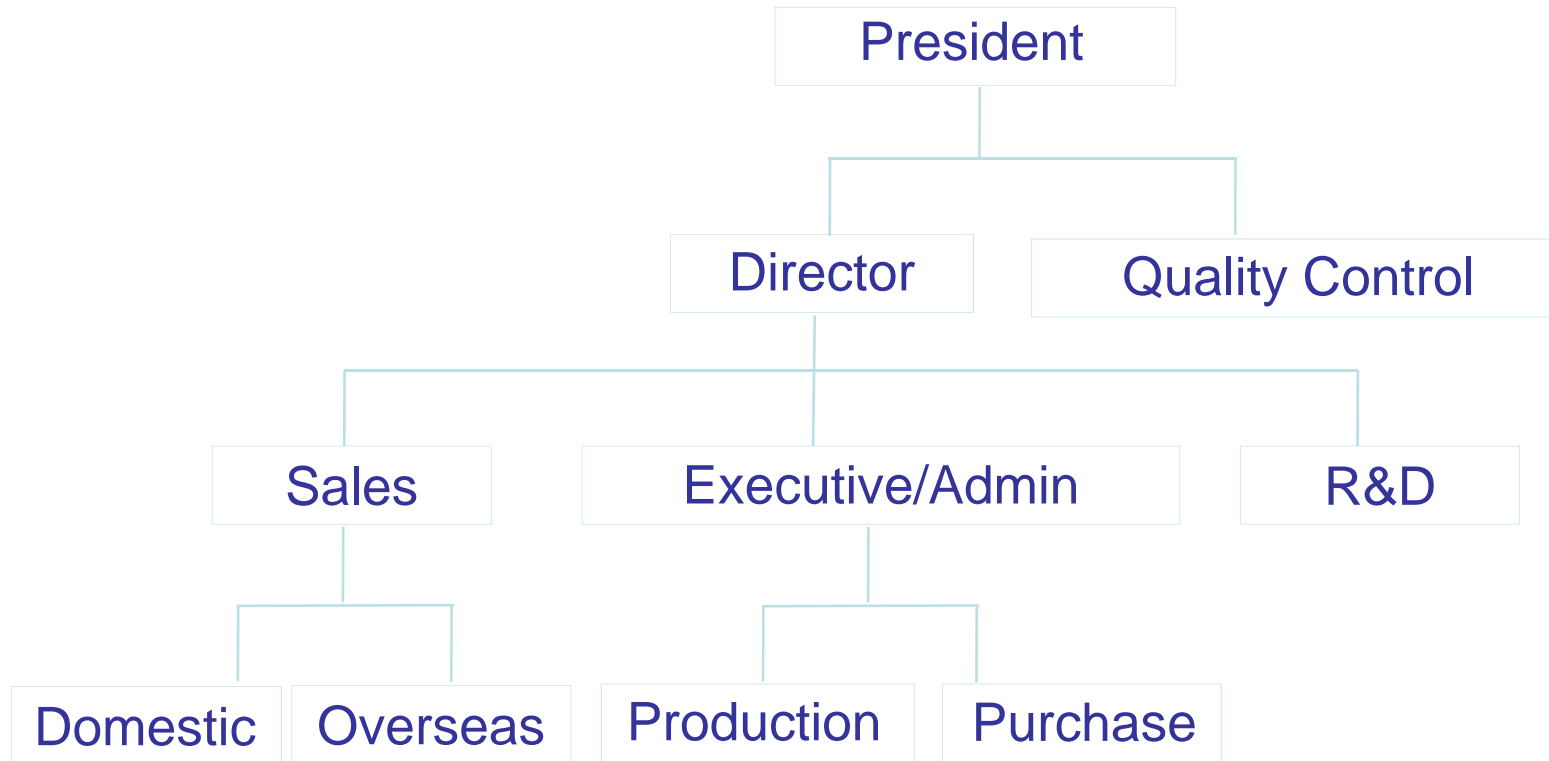 President
Director
Quality Control
Sales
Executive/Admin
R&D
Domestic
Overseas
Production
Purchase